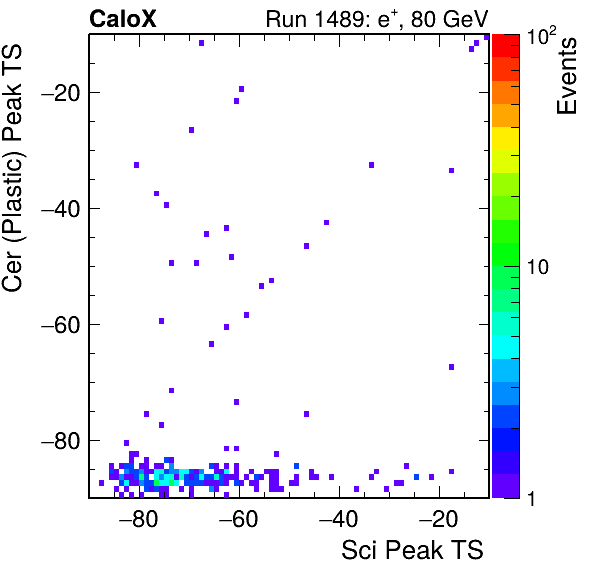 CaloX Run 1489: e⁺, 80 GeV
Cer (Plastic) Peak TS
−20
−40
−60
−80
−80 −60 −40 −20
Sci Peak TS
10²
10
1
Events